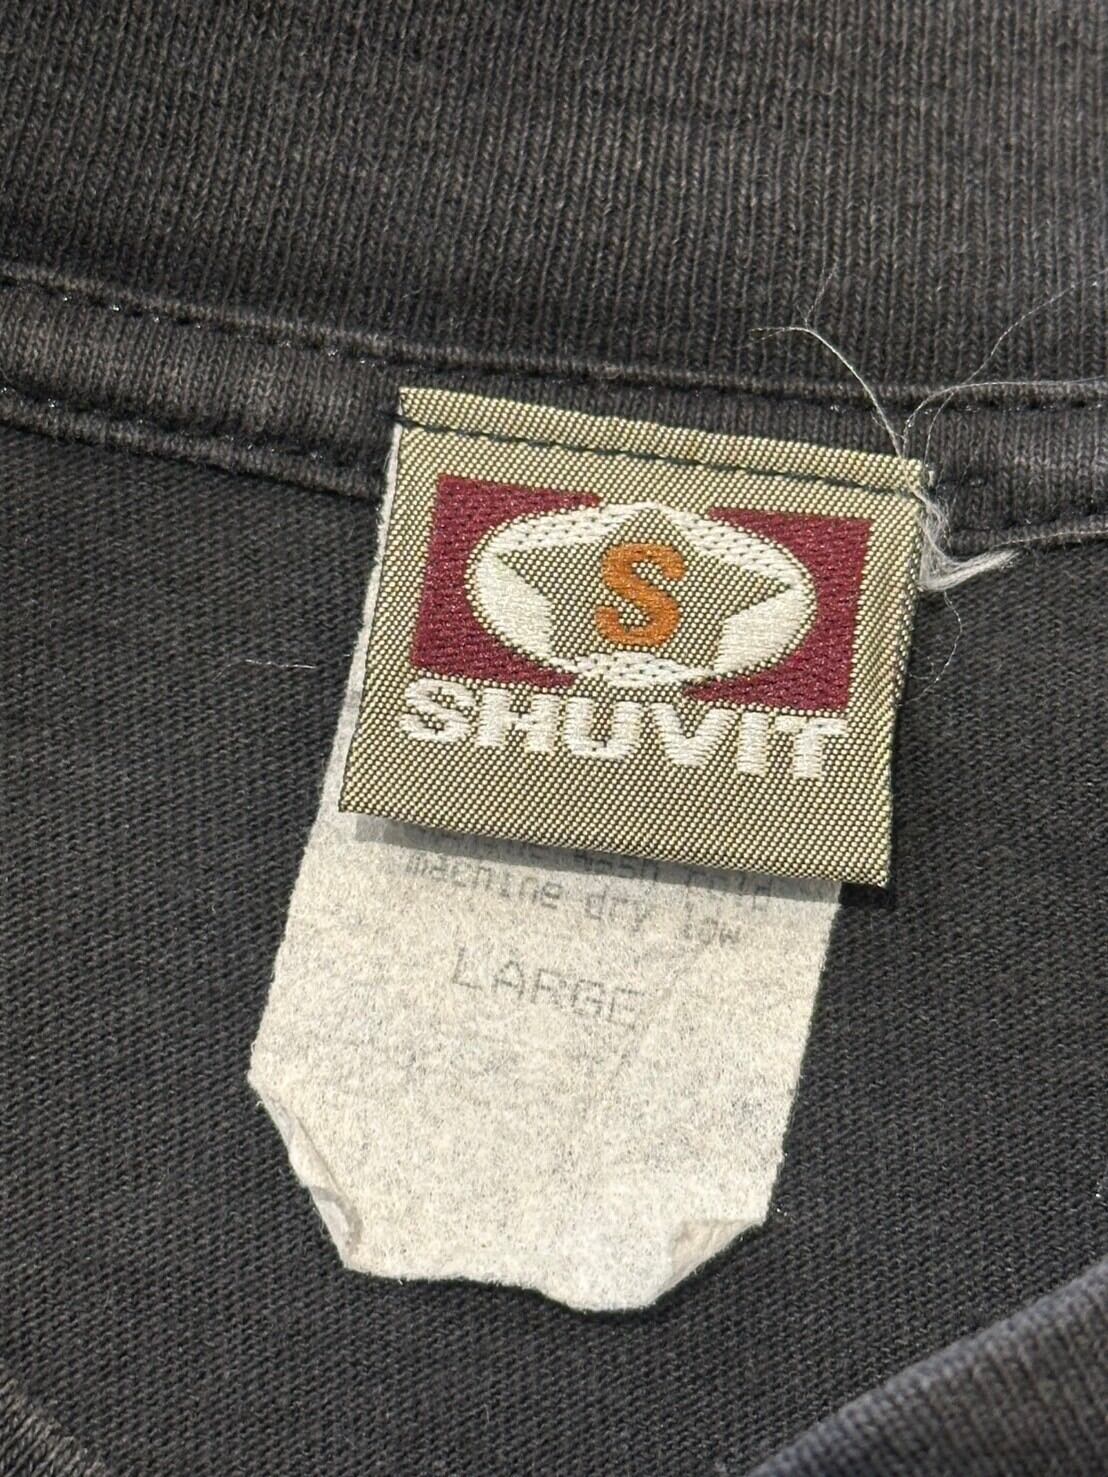 S
SHUVIT
machine dry low
LARGE